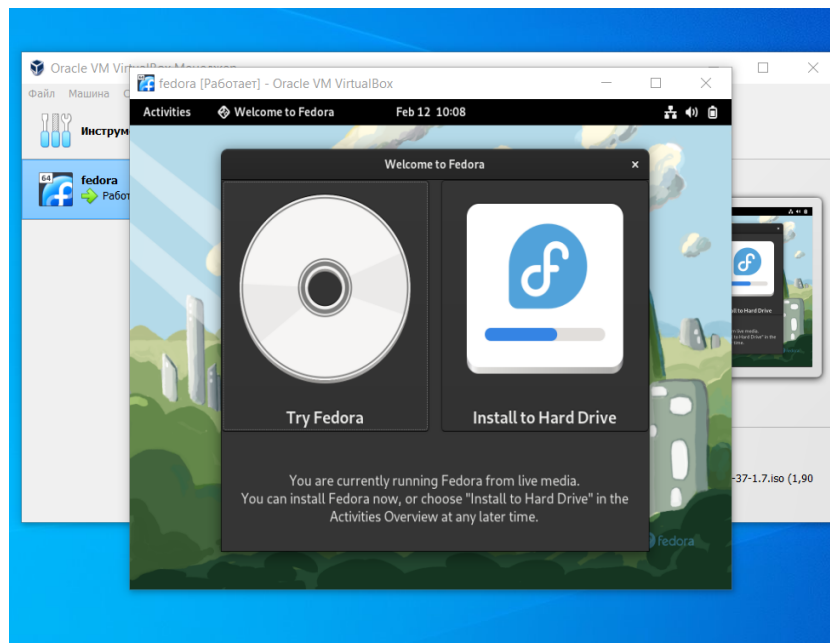 Oracle VM VirtualBox Менеджер
Файл Машина
Инструм
64
fedora
Работ
fedora [Работает] - Oracle VM VirtualBox
Activities Welcome to Fedora Feb 12 10:08
Welcome to Fedora
Try Fedora
Install to Hard Drive
You are currently running Fedora from live media.
You can install Fedora now, or choose "Install to Hard Drive" in the
Activities Overview at any later time.
fedora
-37-1.7.iso (1,90